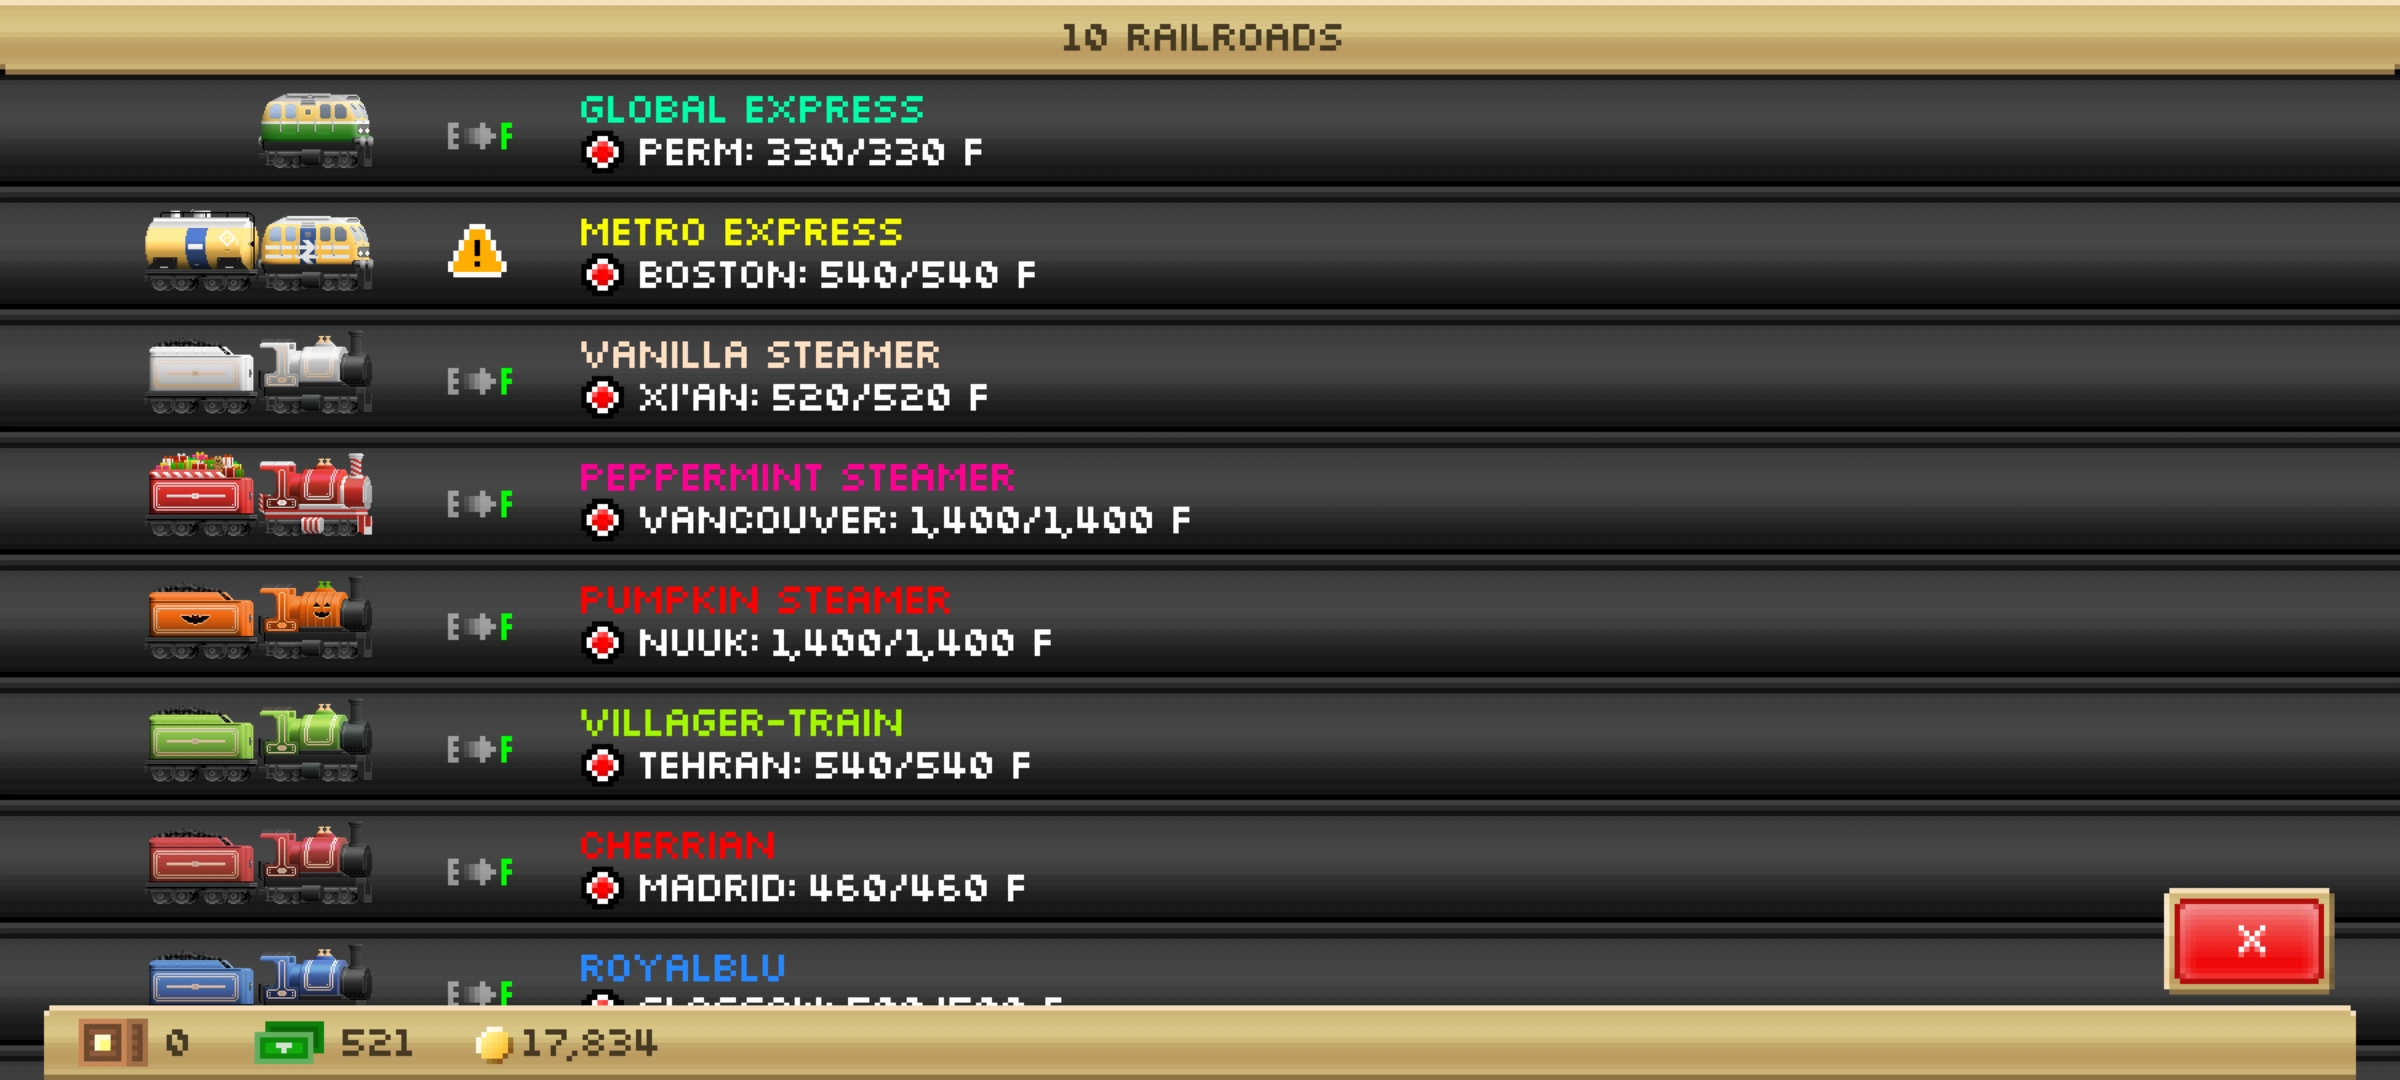 10 RAILROADS
GLOBAL EXPRESS
E F PERM: 330/330 F
METRO EXPRESS
! BOSTON: 540/540 F
VANILLA STEAMER
E F XI'AN: 520/520 F
PEPPERMINT STEAMER
E F VANCOUVER: 1,400/1,400 F
PUMPKIN STEAMER
E F NUUK: 1,400/1,400 F
VILLAGER-TRAIN
E F TEHRAN: 540/540 F
CHERRIAN
E F MADRID: 460/460 F
X
ROYALBLU
E F
0 521 17,834